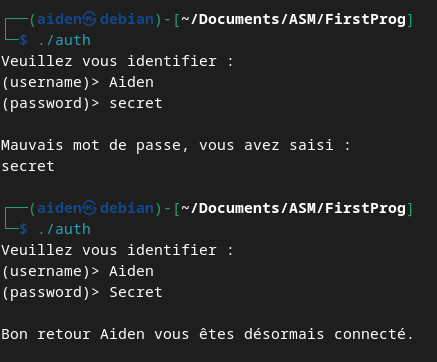 ┌──(aiden㉿debian)-[~/Documents/ASM/FirstProg]
└─$ ./auth
Veuillez vous identifier :
(username)> Aiden
(password)> secret

Mauvais mot de passe, vous avez saisi :
secret

┌──(aiden㉿debian)-[~/Documents/ASM/FirstProg]
└─$ ./auth
Veuillez vous identifier :
(username)> Aiden
(password)> Secret

Bon retour Aiden vous êtes désormais connecté.